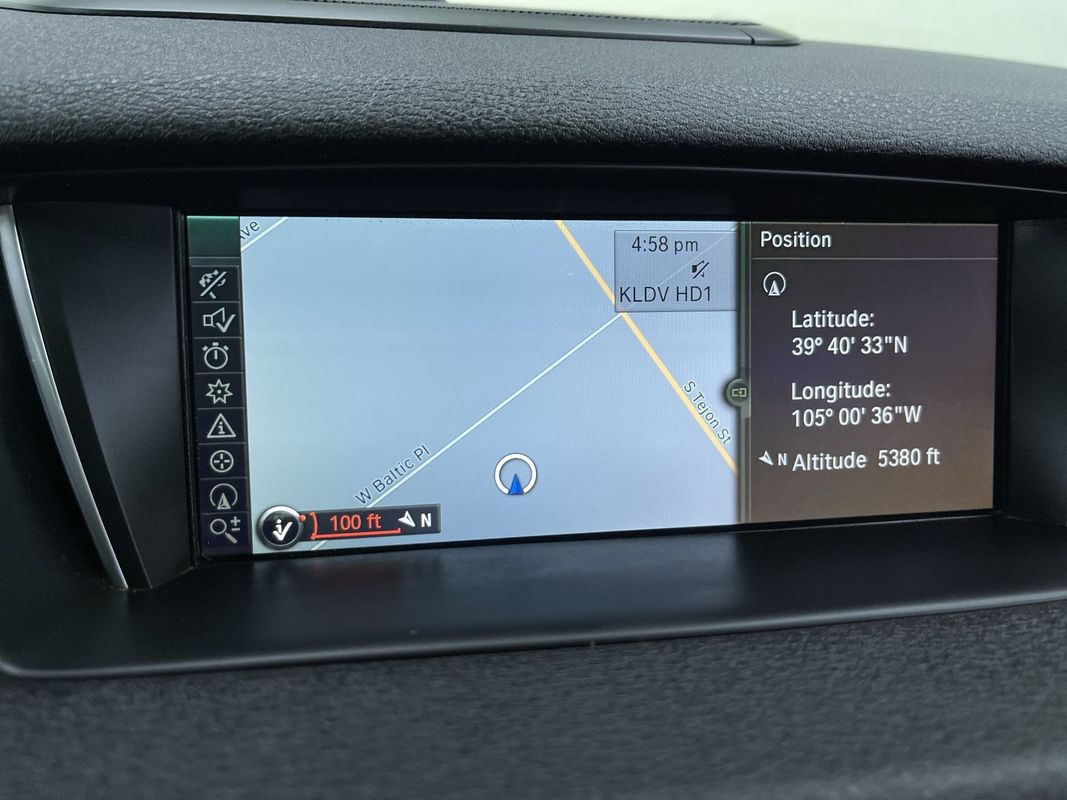 Ave
4:58 pm
KLDV HD1
S Tejon St
W Baltic Pl
100 ft
N
Position
Latitude:
39° 40' 33"N
Longitude:
105° 00' 36"W
N Altitude 5380 ft